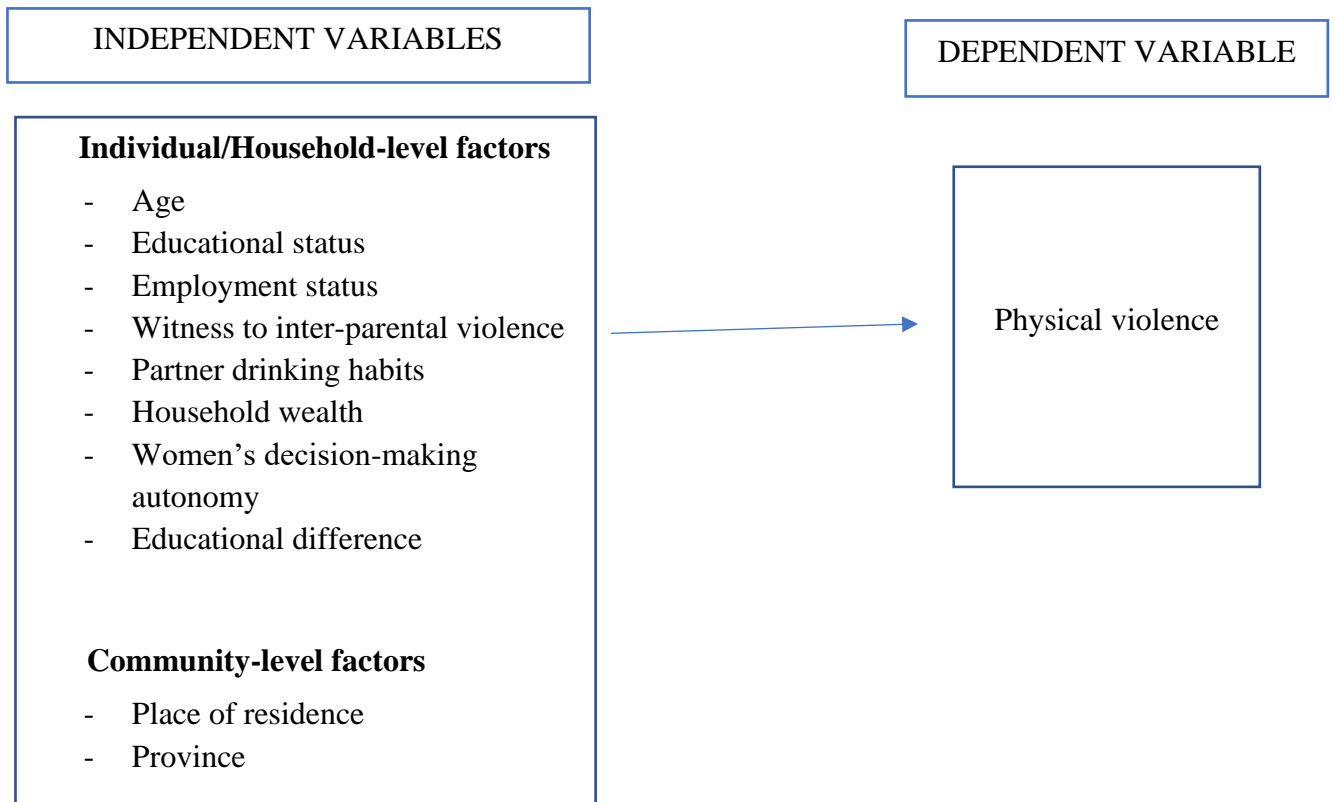 INDEPENDENT VARIABLES
DEPENDENT VARIABLE
Individual/Household-level factors
- Age
- Educational status
- Employment status
- Witness to inter-parental violence
- Partner drinking habits
- Household wealth
- Women’s decision-making
autonomy
- Educational difference
Community-level factors
- Place of residence
- Province
Physical violence